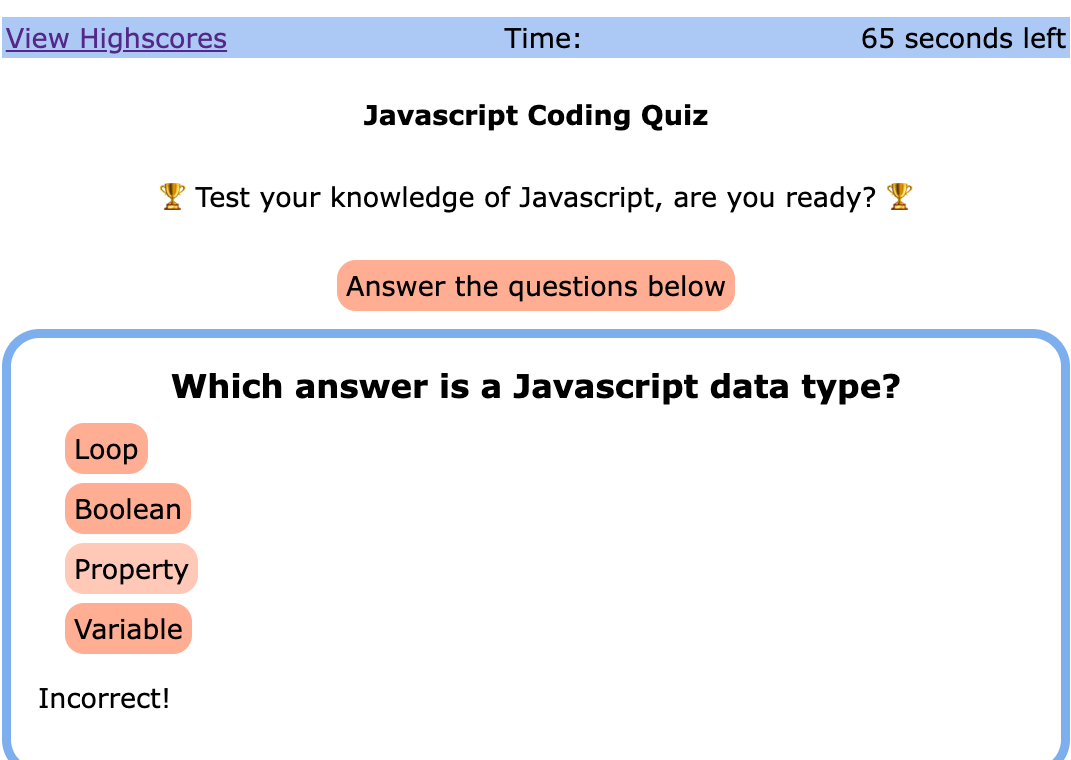 View Highscores Time: 65 seconds left
Javascript Coding Quiz
🏆 Test your knowledge of Javascript, are you ready? 🏆
Answer the questions below
Which answer is a Javascript data type?
Loop
Boolean
Property
Variable
Incorrect!